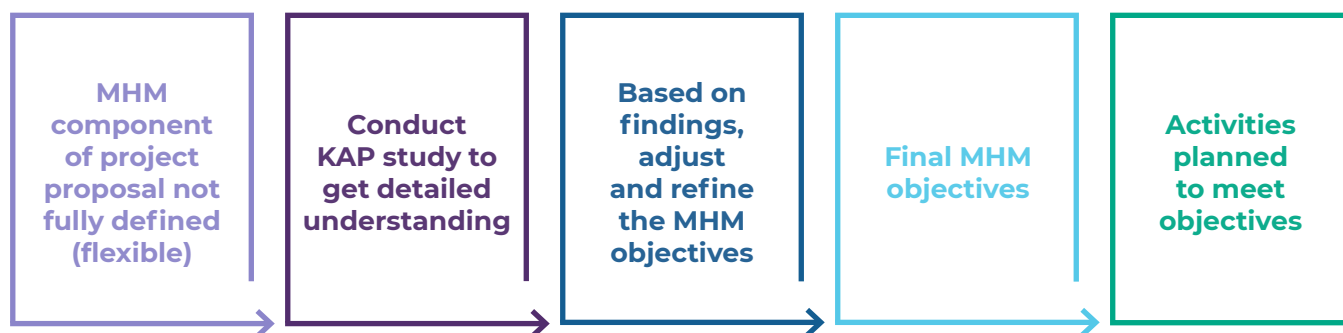 MHM
component
of project
proposal not
fully defined
(flexible)
Conduct
KAP study to
get detailed
understanding
Based on
findings,
adjust
and refine
the MHM
objectives
Final MHM
objectives
Activities
planned
to meet
objectives